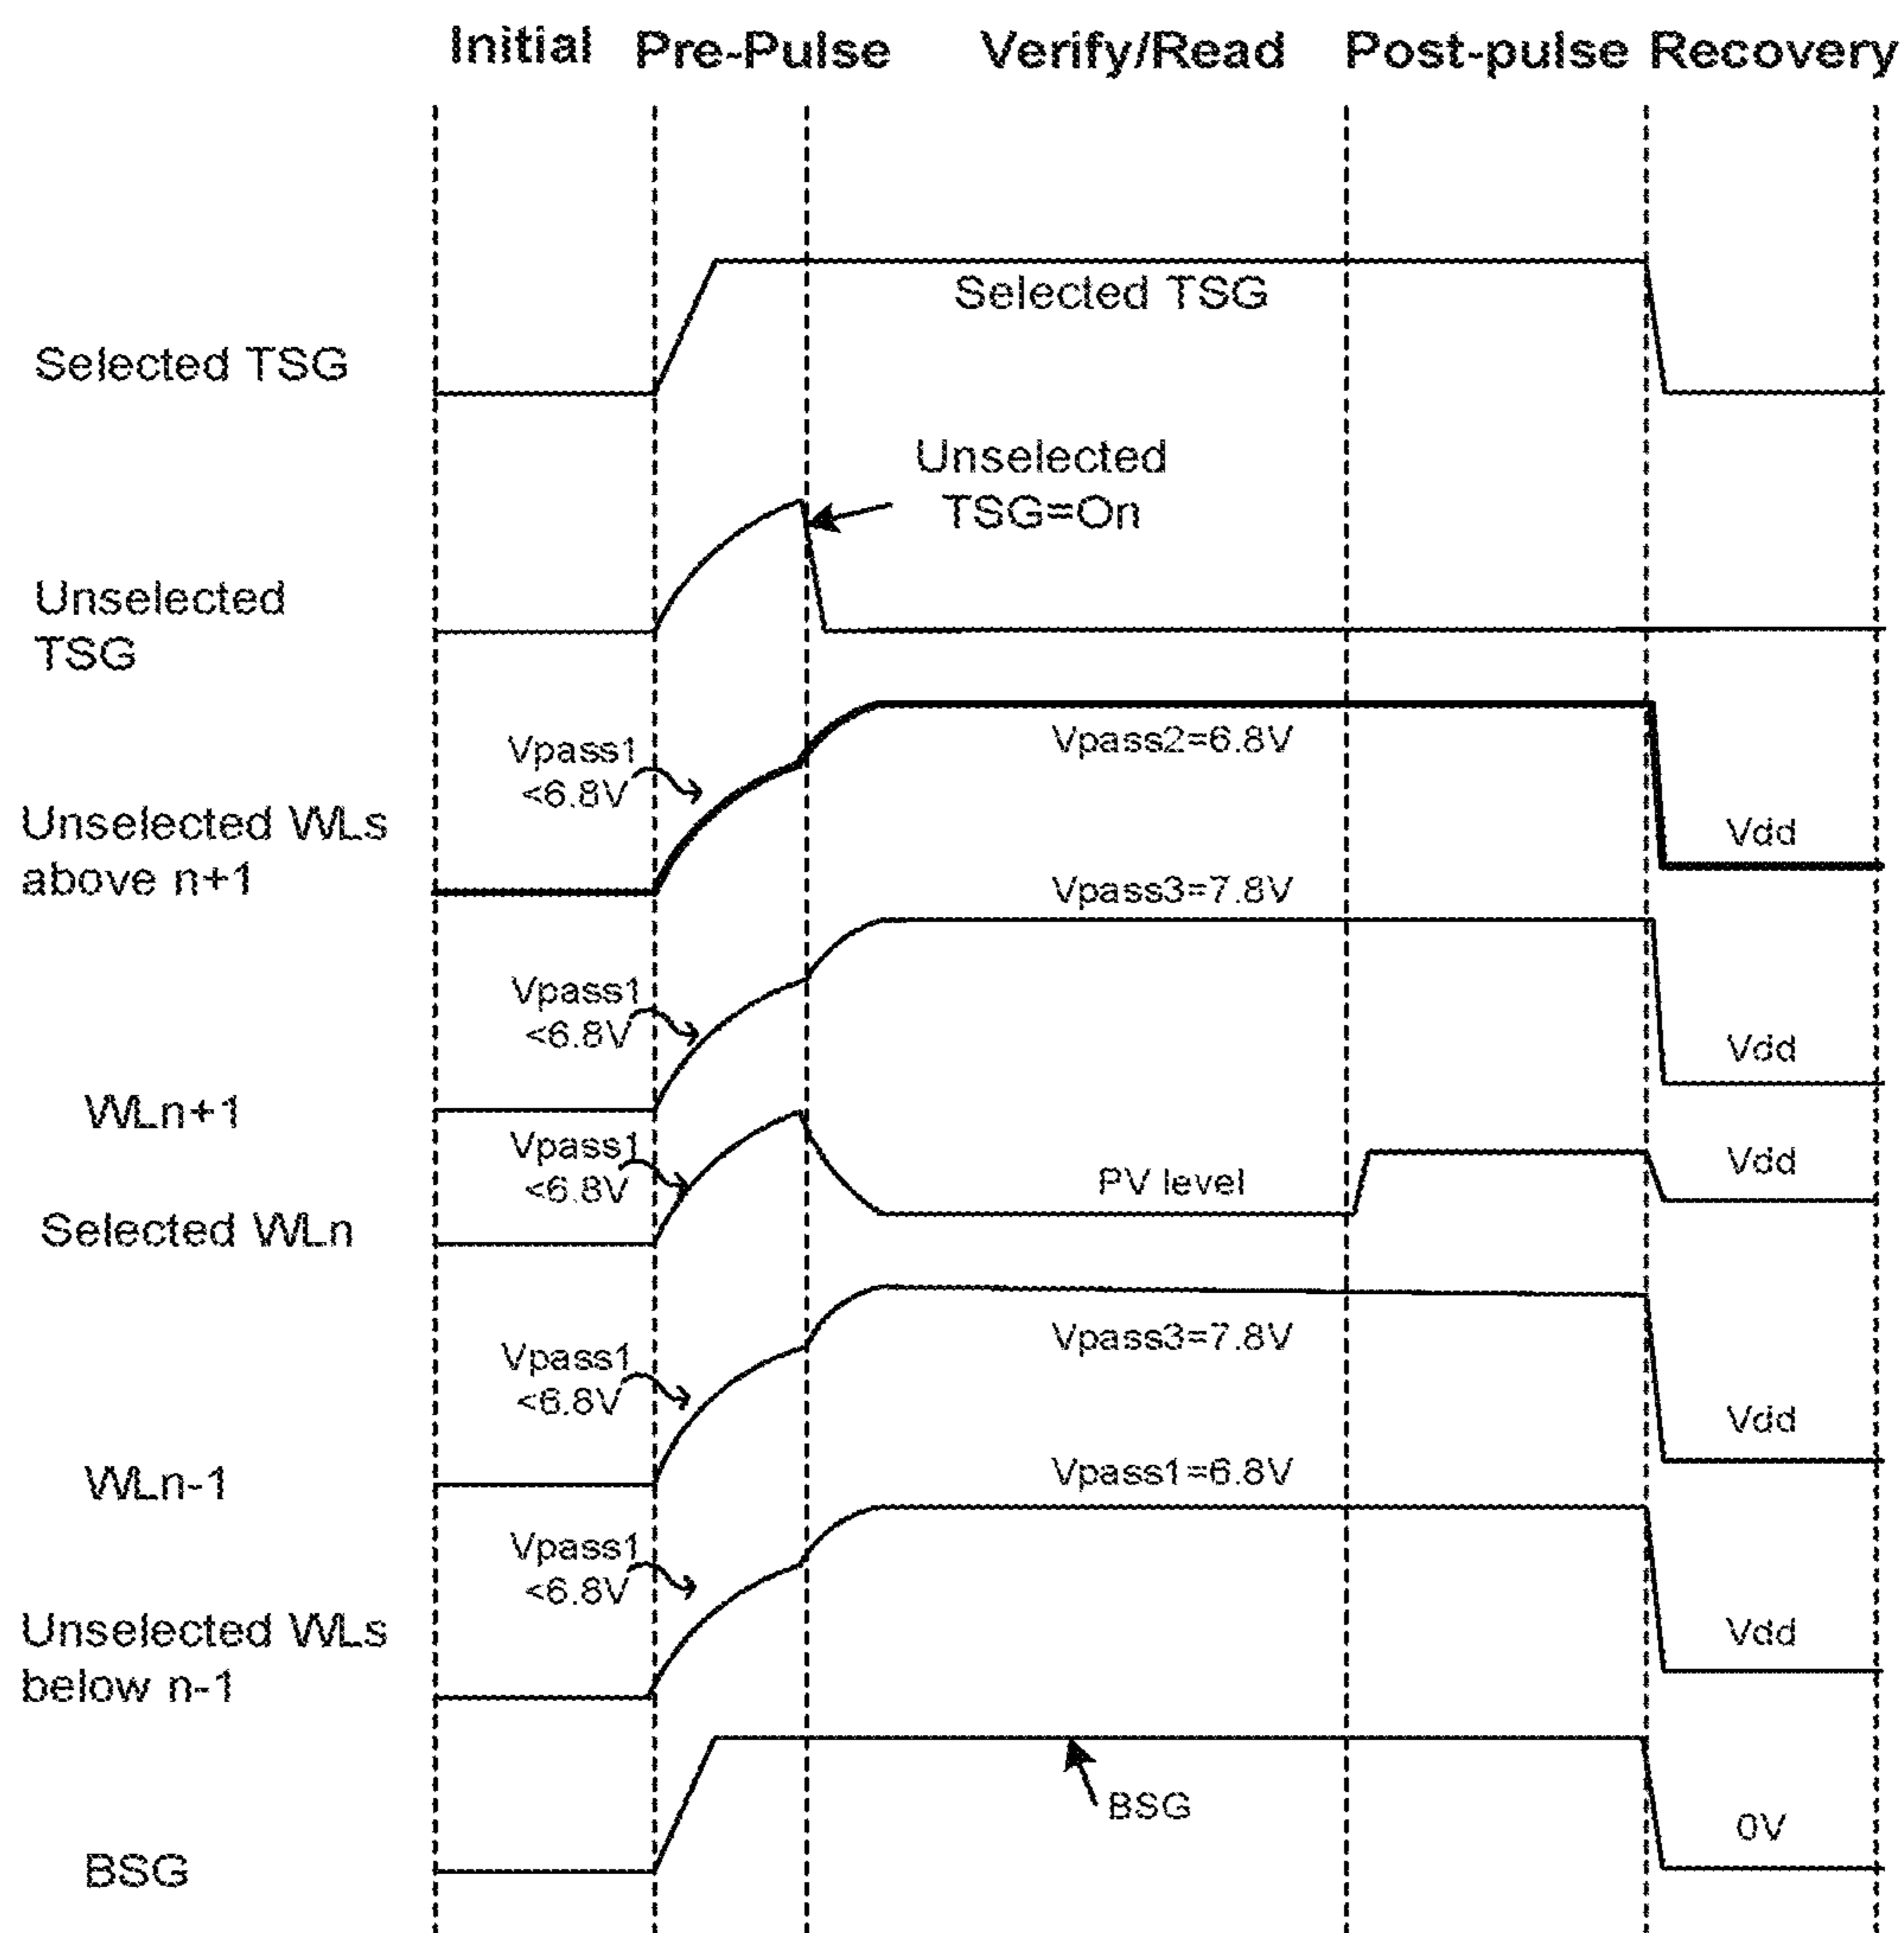 Initial Pre-Pulse Verify/Read Post-pulse Recovery
Selected TSG
Selected TSG
Unselected
TSG=On
Unselected
TSG
Vpass1
<6.8V
Vpass2=6.8V
Unselected WLs
above n+1
Vdd
Vpass3=7.8V
Vpass1
<6.8V
Vdd
WLn+1
Vpass1
<6.8V
PV level
Vdd
Selected WLn
Vpass3=7.8V
Vpass1
<6.8V
Vdd
WLn-1
Vpass1=6.8V
Vpass1
<6.8V
Unselected WLs
below n-1
Vdd
BSG
0V
BSG